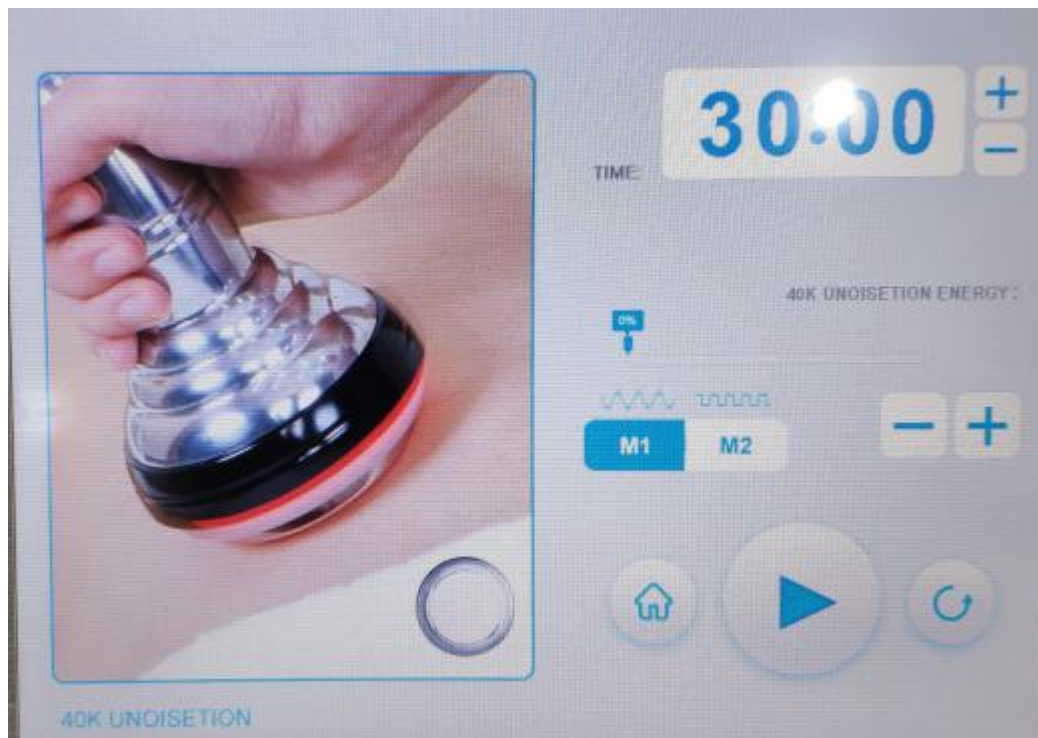 30:00
TIME:
40K UNOISETION ENERGY:
0%
M1 M2
40K UNOISETION